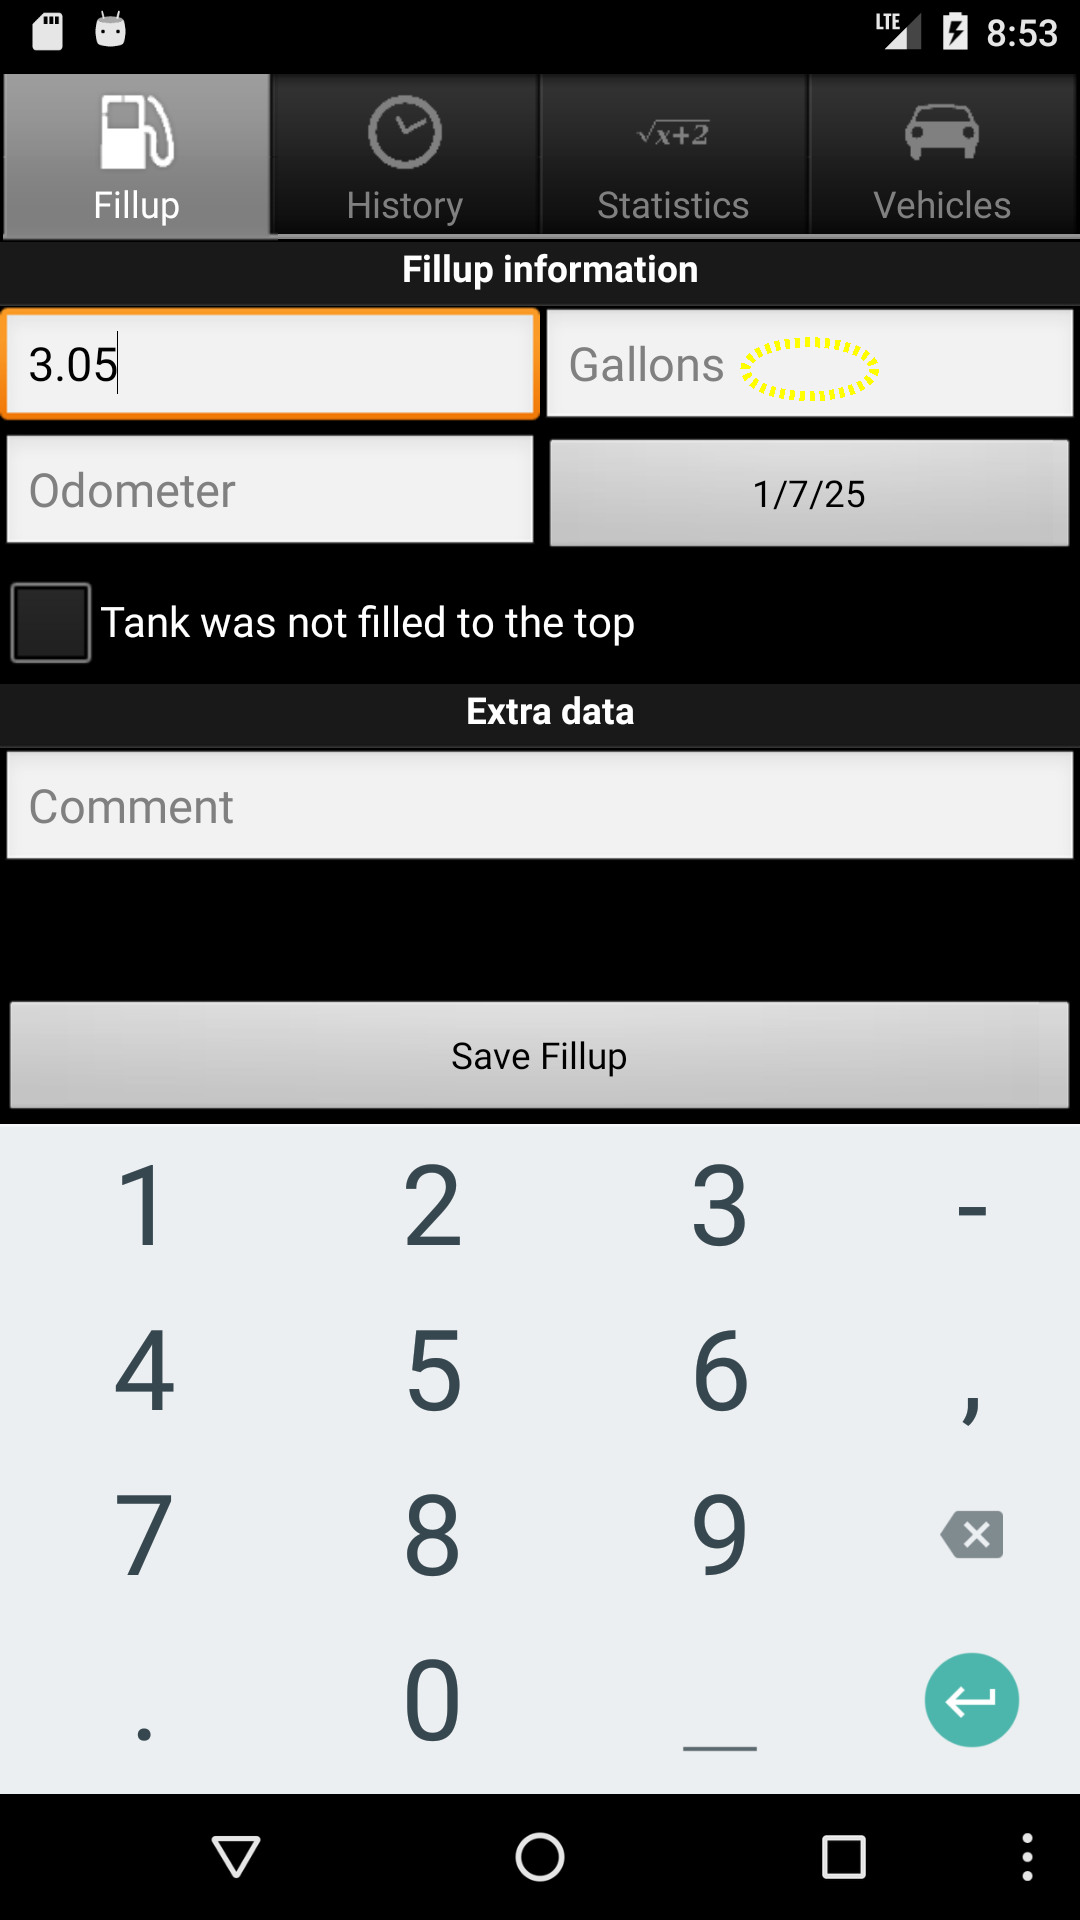 LTE 8:53
√x+2
Fillup History Statistics Vehicles
Fillup information
3.05 Gallons
Odometer 1/7/25
Tank was not filled to the top
Extra data
Comment
Save Fillup
1 2 3 -
4 5 6 ,
7 8 9
. 0 _